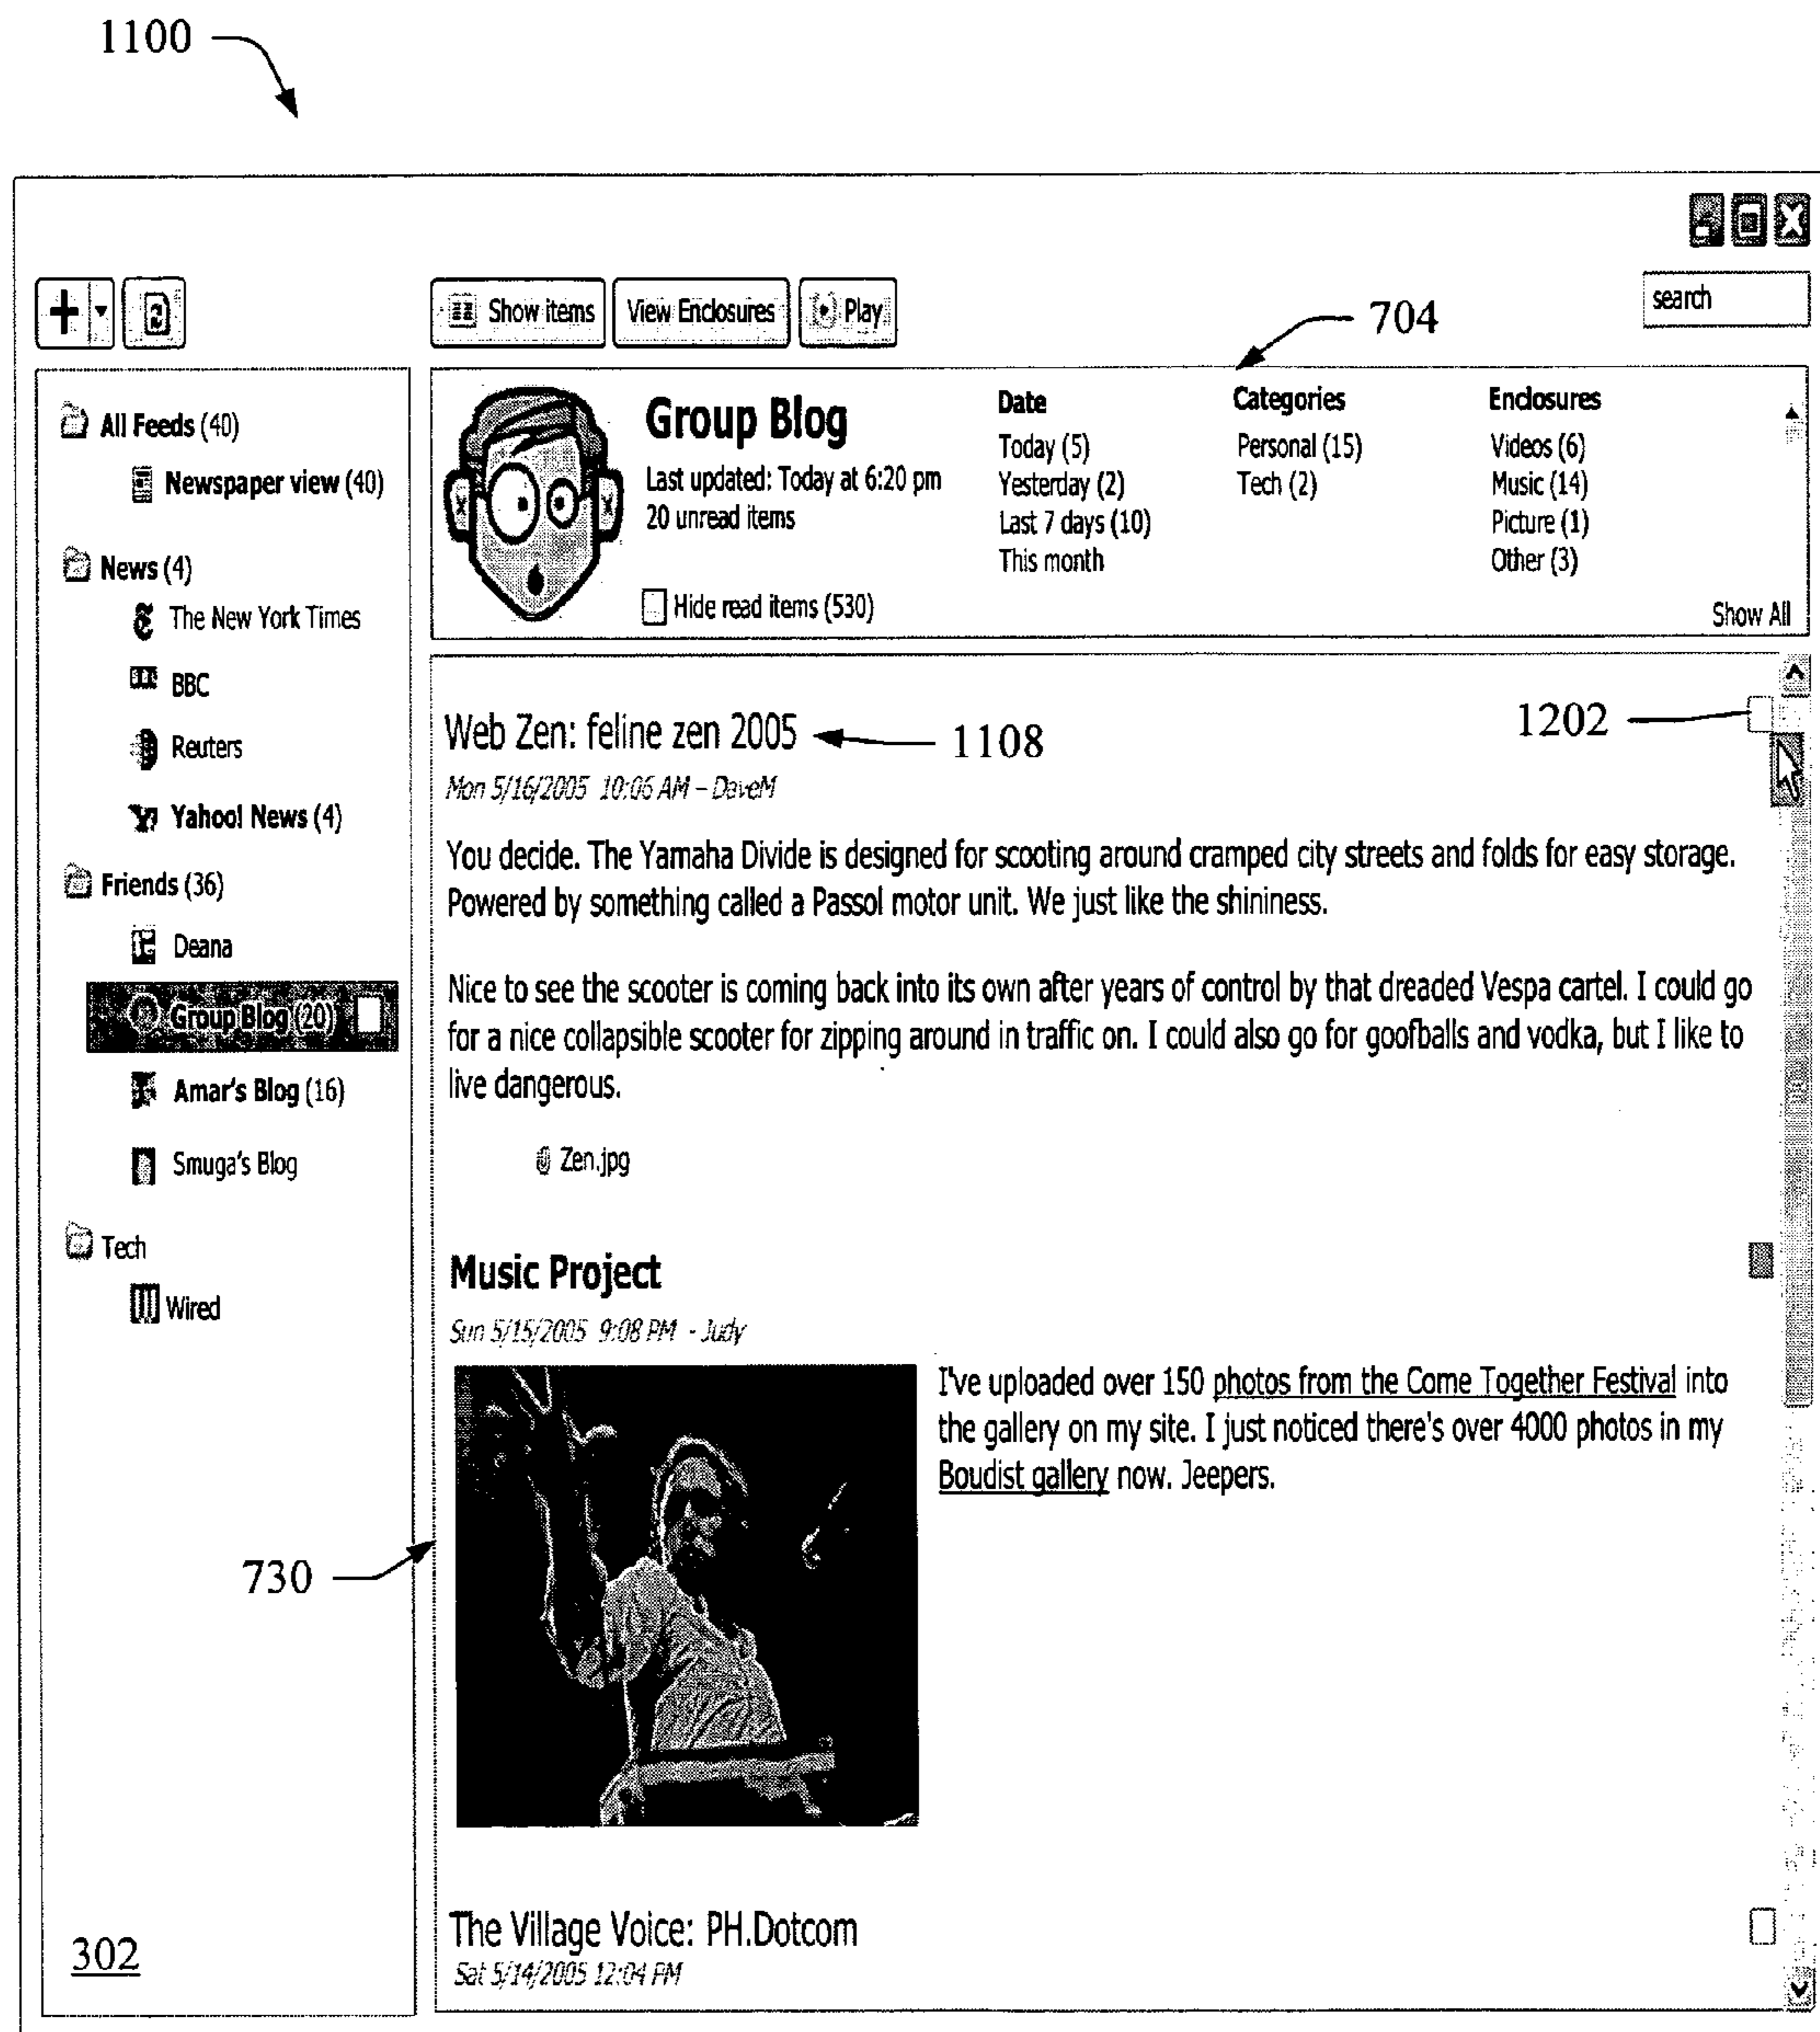 1100
+
Show items
View Enclosures
Play
704
search
All Feeds (40)
Newspaper view (40)
News (4)
The New York Times
BBC
Reuters
Yahoo! News (4)
Friends (36)
Deana
Group Blog (20)
Amar's Blog (16)
Smuga's Blog
Tech
Wired
302
Group Blog
Last updated: Today at 6:20 pm
20 unread items
Hide read items (530)
Date
Today (5)
Yesterday (2)
Last 7 days (10)
This month
Categories
Personal (15)
Tech (2)
Enclosures
Videos (6)
Music (14)
Picture (1)
Other (3)
Show All
Web Zen: feline zen 2005
1108
1202
Mon 5/16/2005 10:06 AM – DaveM
You decide. The Yamaha Divide is designed for scooting around cramped city streets and folds for easy storage.
Powered by something called a Passol motor unit. We just like the shininess.
Nice to see the scooter is coming back into its own after years of control by that dreaded Vespa cartel. I could go
for a nice collapsible scooter for zipping around in traffic on. I could also go for goofballs and vodka, but I like to
live dangerous.
Zen.jpg
Music Project
Sun 5/15/2005 9:08 PM - Judy
I've uploaded over 150 photos from the Come Together Festival into
the gallery on my site. I just noticed there's over 4000 photos in my
Boudist gallery now. Jeepers.
730
The Village Voice: PH.Dotcom
Sat 5/14/2005 12:04 PM